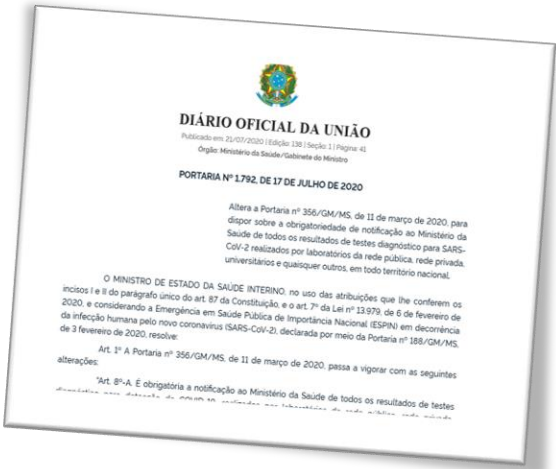 DIÁRIO OFICIAL DA UNIÃO
Publicado em: 21/07/2020 | Edição: 138 | Seção: 1 | Página: 41
Órgão: Ministério da Saúde/Gabinete do Ministro
PORTARIA Nº 1.792, DE 17 DE JULHO DE 2020
Altera a Portaria nº 356/GM/MS, de 11 de março de 2020, para
dispor sobre a obrigatoriedade de notificação ao Ministério da
Saúde de todos os resultados de testes diagnóstico para SARS-
CoV-2 realizados por laboratórios da rede pública, rede privada,
universitários e quaisquer outros, em todo território nacional.
O MINISTRO DE ESTADO DA SAÚDE INTERINO, no uso das atribuições que lhe conferem os
incisos I e II do parágrafo único do art. 87 da Constituição, e o art. 7º da Lei nº 13.979, de 6 de fevereiro de
2020, e considerando a Emergência em Saúde Pública de Importância Nacional (ESPIN) em decorrência
da infecção humana pelo novo coronavírus (SARS-CoV-2), declarada por meio da Portaria nº 188/GM/MS,
de 3 fevereiro de 2020, resolve:
Art. 1º A Portaria nº 356/GM/MS, de 11 de março de 2020, passa a vigorar com as seguintes
alterações:
"Art. 8º-A. É obrigatória a notificação ao Ministério da Saúde de todos os resultados de testes